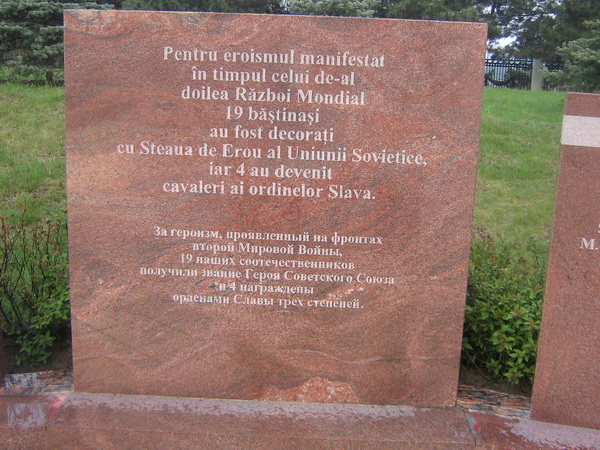 Pentru eroismul manifestat
în timpul celui de-al
doilea Război Mondial
19 băştinaşi
au fost decoraţi
cu Steaua de Erou al Uniunii Sovietice,
iar 4 au devenit
cavaleri ai ordinelor Slava.
За героизм, проявленный на фронтах
второй Мировой Войны,
19 наших соотечественников
получили звание Героя Советского Союза
и 4 награждены
орденами Славы трех степеней.
М.